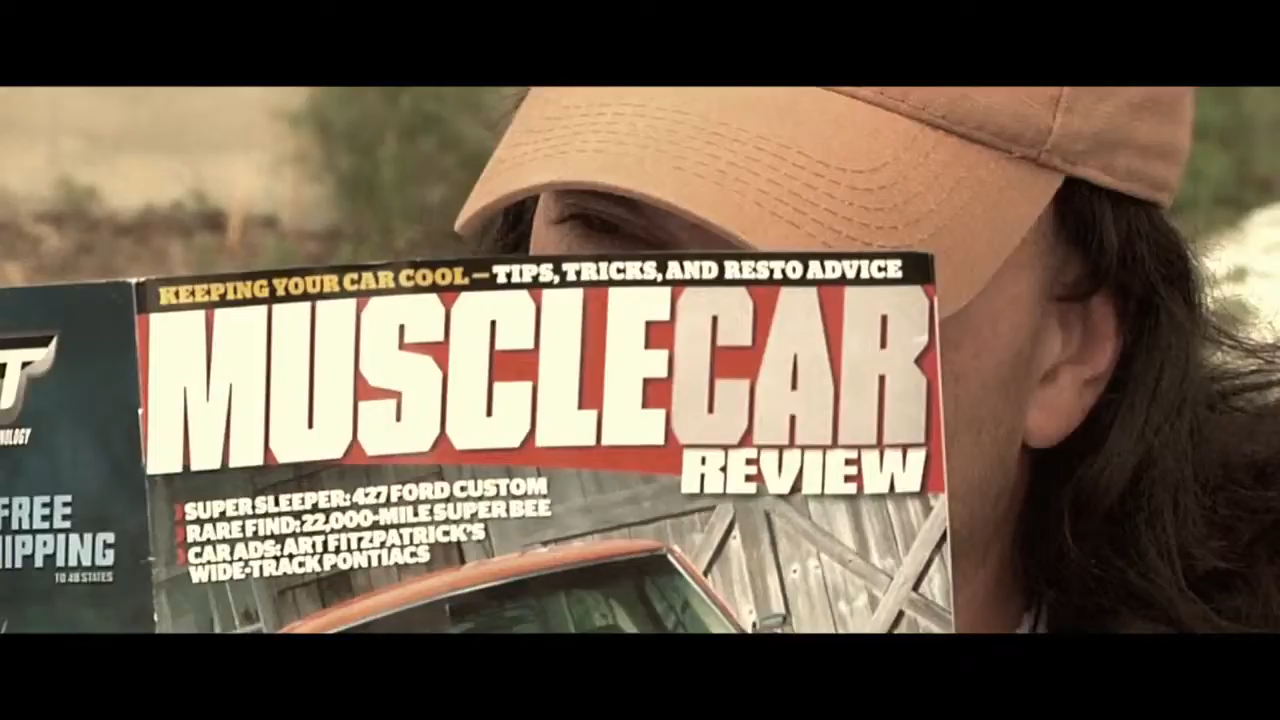 KEEPING YOUR CAR COOL – TIPS, TRICKS, AND RESTO ADVICE
MUSCLECAR
REVIEW
SUPER SLEEPER: 427 FORD CUSTOM
RARE FIND: 22,000-MILE SUPER BEE
CAR ADS: ART FITZPATRICK'S
WIDE-TRACK PONTIACS
FREE
TO 48 STATES